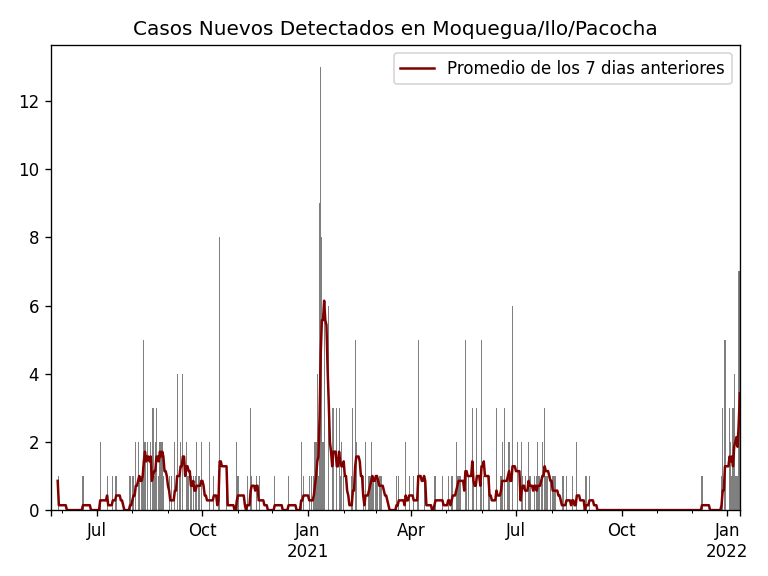 Casos Nuevos Detectados en Moquegua/Ilo/Pacocha
Promedio de los 7 dias anteriores
12
10
8
6
4
2
0
Jul
Oct
Jan
2021
Apr
Jul
Oct
Jan
2022